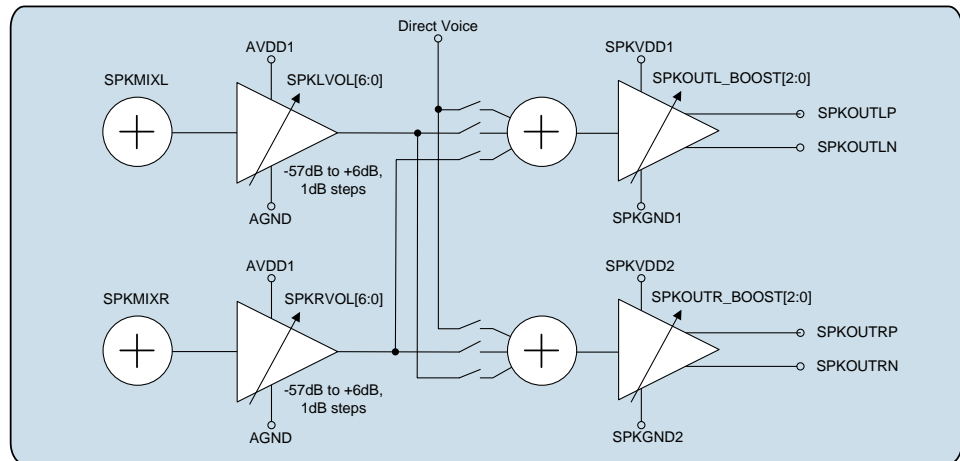 Direct Voice
AVDD1
SPKVDD1
SPKMIXL
SPKLVOL[6:0]
SPKOUTL_BOOST[2:0]
SPKOUTLP
SPKOUTLN
-57dB to +6dB,
1dB steps
AGND
SPKGND1
AVDD1
SPKVDD2
SPKMIXR
SPKRVOL[6:0]
SPKOUTR_BOOST[2:0]
SPKOUTRP
SPKOUTRN
-57dB to +6dB,
1dB steps
AGND
SPKGND2